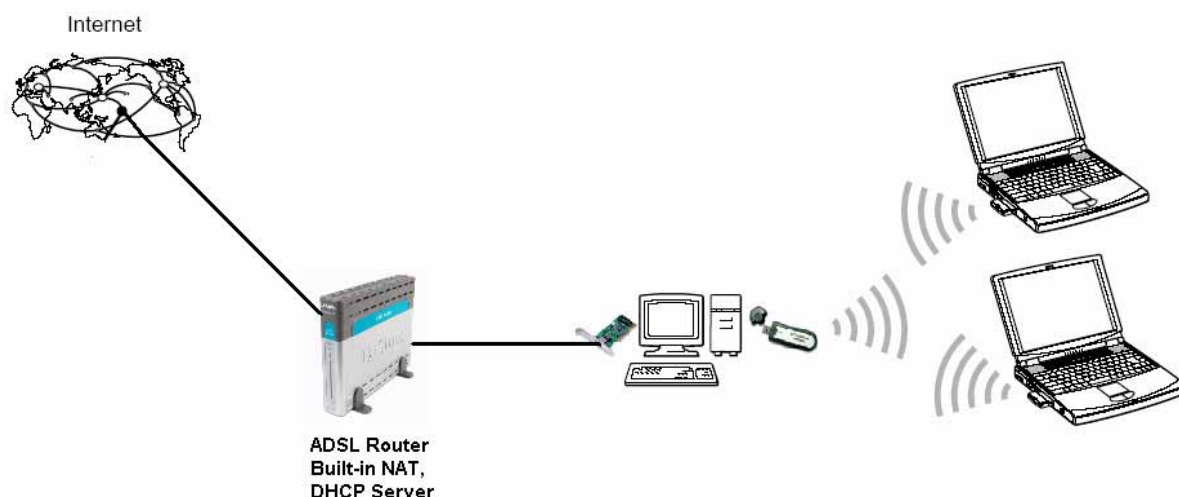 Internet
ADSL Router
Built-in NAT,
DHCP Server